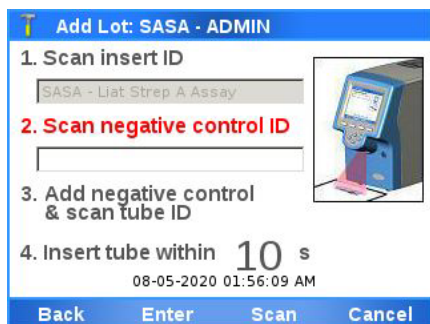 Add Lot: SASA - ADMIN
1. Scan insert ID
SASA - Liat Strep A Assay
2. Scan negative control ID
3. Add negative control
& scan tube ID
4. Insert tube within 10 s
08-05-2020 01:56:09 AM
Back Enter Scan Cancel